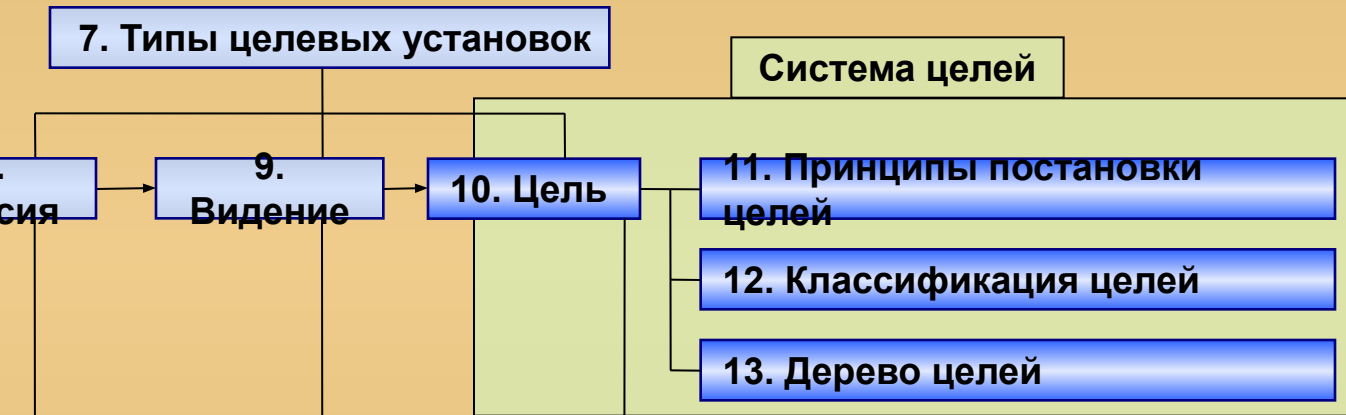 7. Типы целевых установок
Система целей
.
сия
9.
Видение
10. Цель
11. Принципы постановки
целей
12. Классификация целей
13. Дерево целей